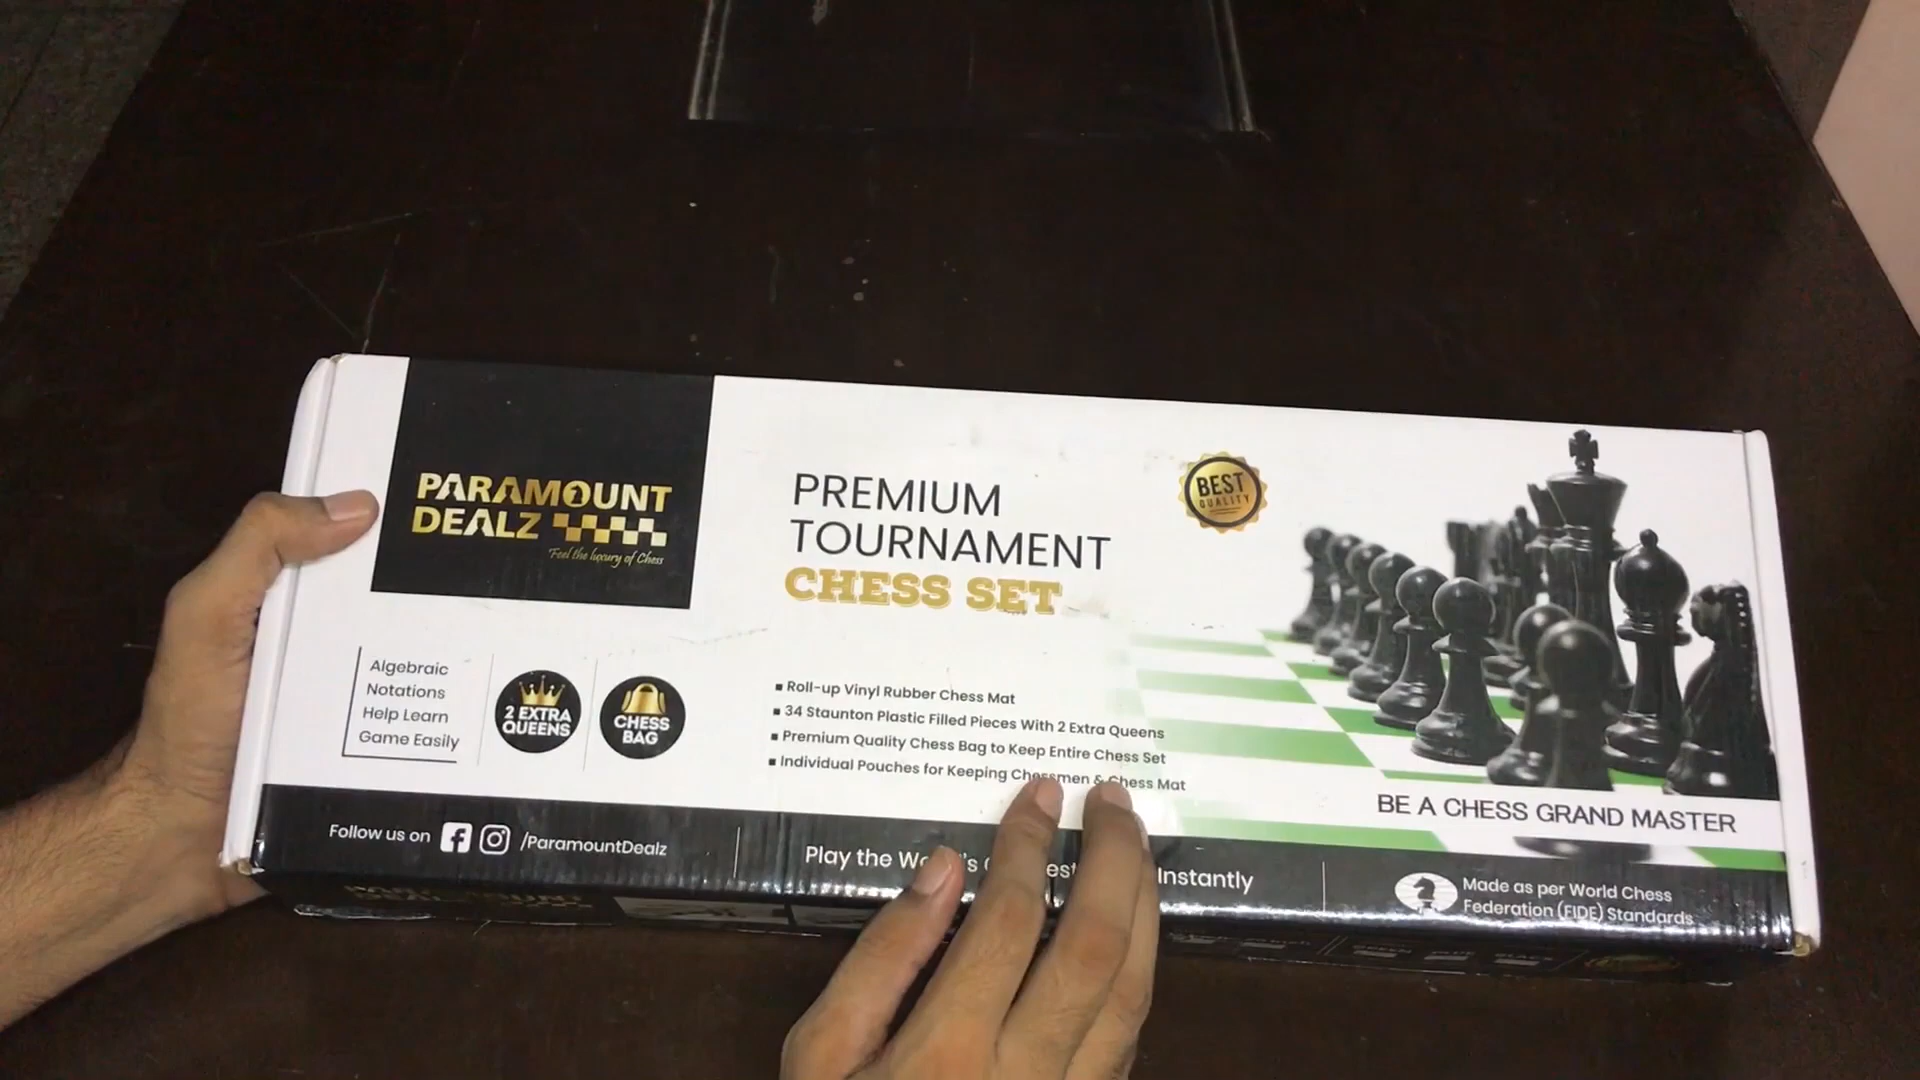 PARAMOUNT
DEALZ
"Feel the luxury of Chess
PREMIUM
TOURNAMENT
CHESS SET
BEST
QUALITY
Algebraic
Notations
Help Learn
Game Easily
2 EXTRA
QUEENS
CHESS
BAG
▪ Roll-up Vinyl Rubber Chess Mat
▪ 34 Staunton Plastic Filled Pieces With 2 Extra Queens
▪ Premium Quality Chess Bag to Keep Entire Chess Set
▪ Individual Pouches for Keeping Chessmen & Chess Mat
BE A CHESS GRAND MASTER
Follow us on /ParamountDealz
Play the Instantly
Made as per World Chess
Federation (FIDE) Standards